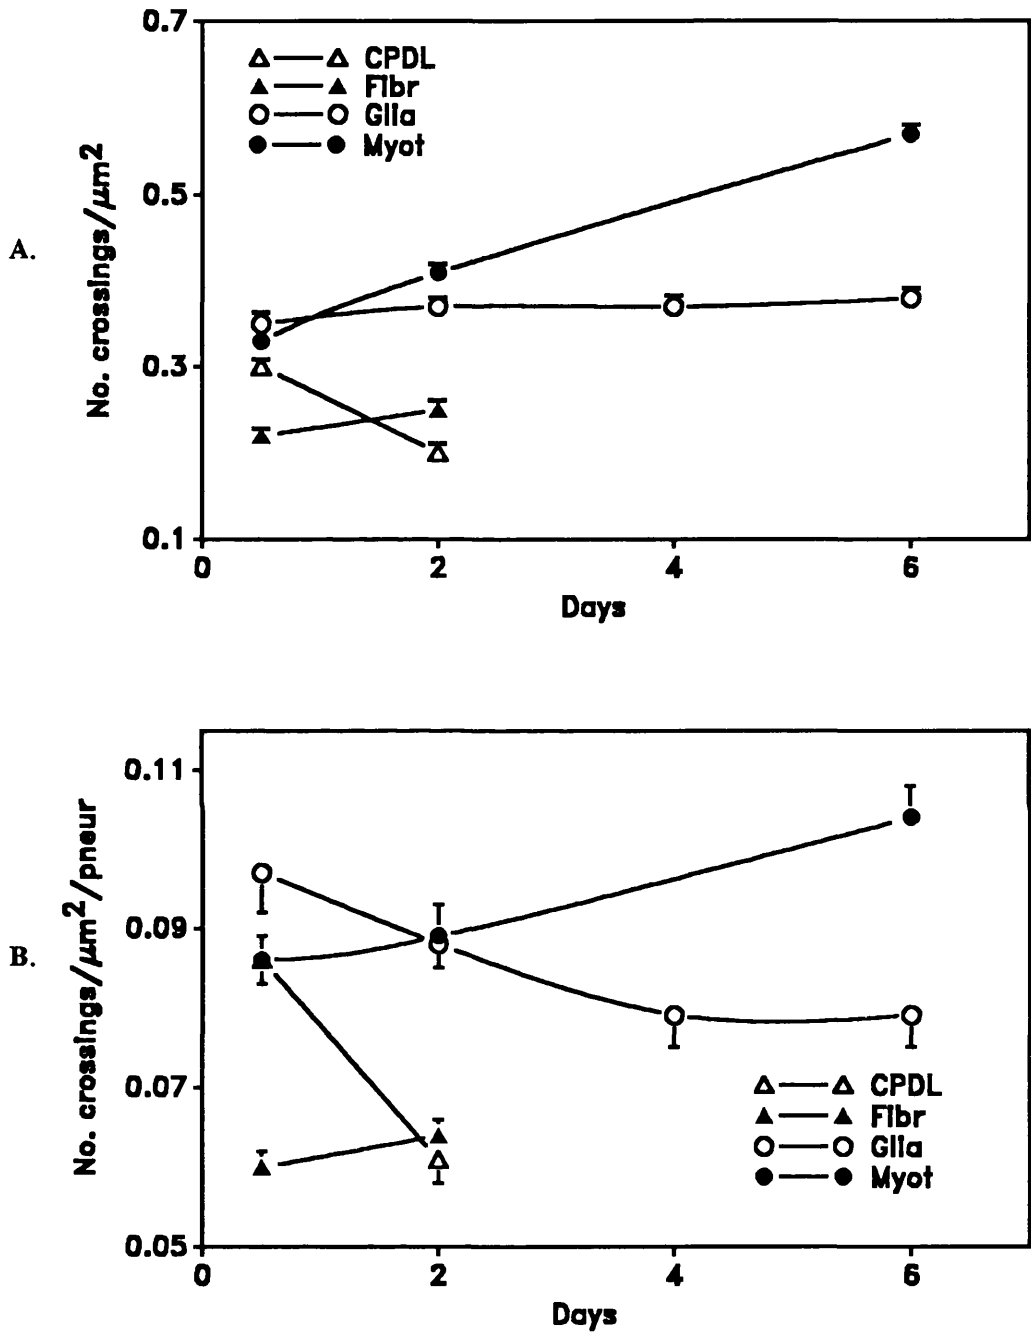 A.
No. crossings/μm2
0.7
0.5
0.3
0.1
CPDL
Fibr
Glia
Myot
0 2 4 6
Days
B.
No. crossings/μm2/pneur
0.11
0.09
0.07
0.05
CPDL
Fibr
Glia
Myot
0 2 4 6
Days